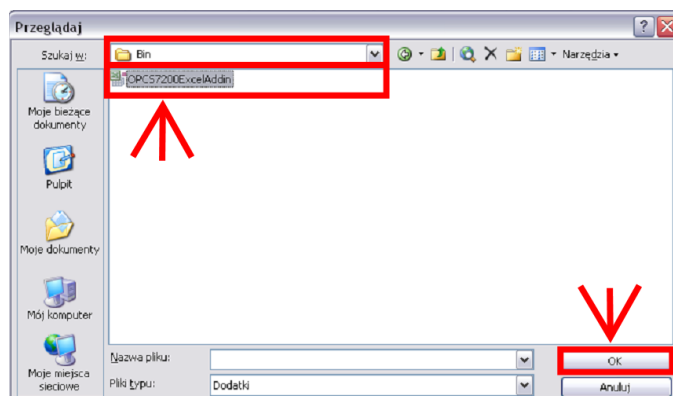 Przeglądaj
Szukaj w: Bin Narzędzia
OPCS7200ExcelAddin
Moje bieżące
dokumenty
Pulpit
Moje dokumenty
Mój komputer
Moje miejsca
sieciowe
Nazwa pliku: OK
Pliki typu: Dodatki Anuluj